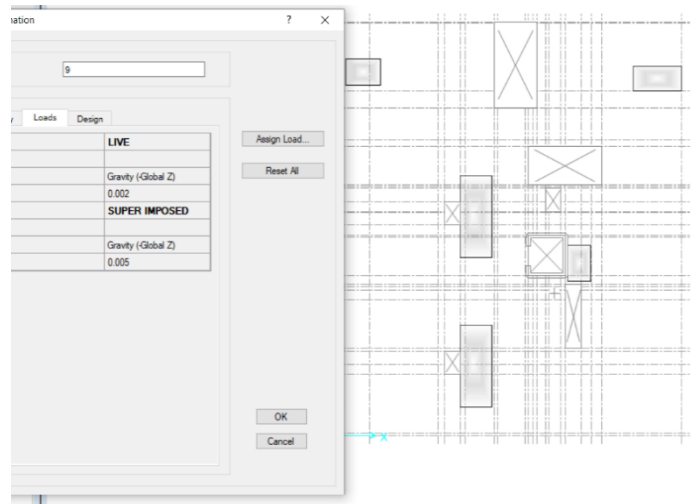 ation ? ×
9
y Loads Design
LIVE
Assign Load...
Reset All
Gravity (-Global Z)
0.002
SUPER IMPOSED
Gravity (-Global Z)
0.005
OK
Cancel
X